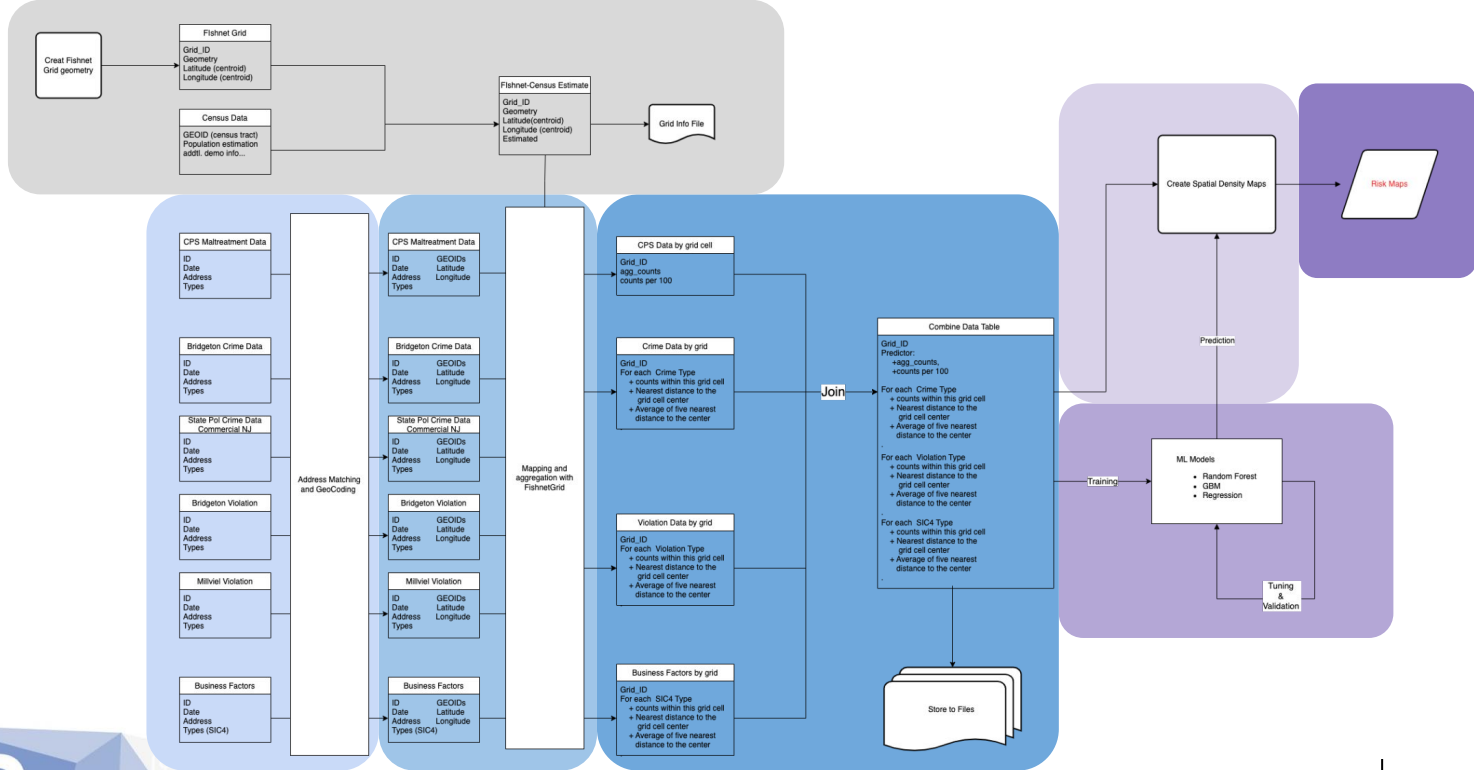 Creat Fishnet
Grid geometry
FIshnet Grid
Grid_ID
Geometry
Latitude (centroid)
Longitude (centroid)
Census Data
GEOID (census tract)
Population estimation
addtl. demo info...
FIshnet-Census Estimate
Grid_ID
Geometry
Latitude(centroid)
Longitude (centroid)
Estimated
Grid Info File
CPS Maltreatment Data
ID
Date
Address
Types
Bridgeton Crime Data
ID
Date
Address
Types
State Pol Crime Data
Commercial NJ
ID
Date
Address
Types
Bridgeton Violation
ID
Date
Address
Types
Millviel Violation
ID
Date
Address
Types
Business Factors
ID
Date
Address
Types (SIC4)
Address Matching
and GeoCoding
CPS Maltreatment Data
ID GEOIDs
Date Latitude
Address Longitude
Types
Bridgeton Crime Data
ID GEOIDs
Date Latitude
Address Longitude
Types
State Pol Crime Data
Commercial NJ
ID GEOIDs
Date Latitude
Address Longitude
Types
Bridgeton Violation
ID GEOIDs
Date Latitude
Address Longitude
Types
Millviel Violation
ID GEOIDs
Date Latitude
Address Longitude
Types
Business Factors
ID GEOIDs
Date Latitude
Address Longitude
Types (SIC4)
Mapping and
aggregation with
FishnetGrid
CPS Data by grid cell
Grid_ID
agg_counts
counts per 100
Crime Data by grid
Grid_ID
For each Crime Type
+ counts within this grid cell
+ Nearest distance to the
grid cell center
+ Average of five nearest
distance to the center
.
Violation Data by grid
Grid_ID
For each Violation Type
+ counts within this grid cell
+ Nearest distance to the
grid cell center
+ Average of five nearest
distance to the center
.
Business Factors by grid
Grid_ID
For each SIC4 Type
+ counts within this grid cell
+ Nearest distance to the
grid cell center
+ Average of five nearest
distance to the center
.
Join
Combine Data Table
Grid_ID
Predictor:
+agg_counts,
+counts per 100
For each Crime Type
+ counts within this grid cell
+ Nearest distance to the
grid cell center
+ Average of five nearest
distance to the center
.
For each Violation Type
+ counts within this grid cell
+ Nearest distance to the
grid cell center
+ Average of five nearest
distance to the center
.
For each SIC4 Type
+ counts within this grid cell
+ Nearest distance to the
grid cell center
+ Average of five nearest
distance to the center
.
Store to Files
Training
ML Models
• Random Forest
• GBM
• Regression
Tuning
&
Validation
Prediction
Create Spatial Density Maps
Risk Maps